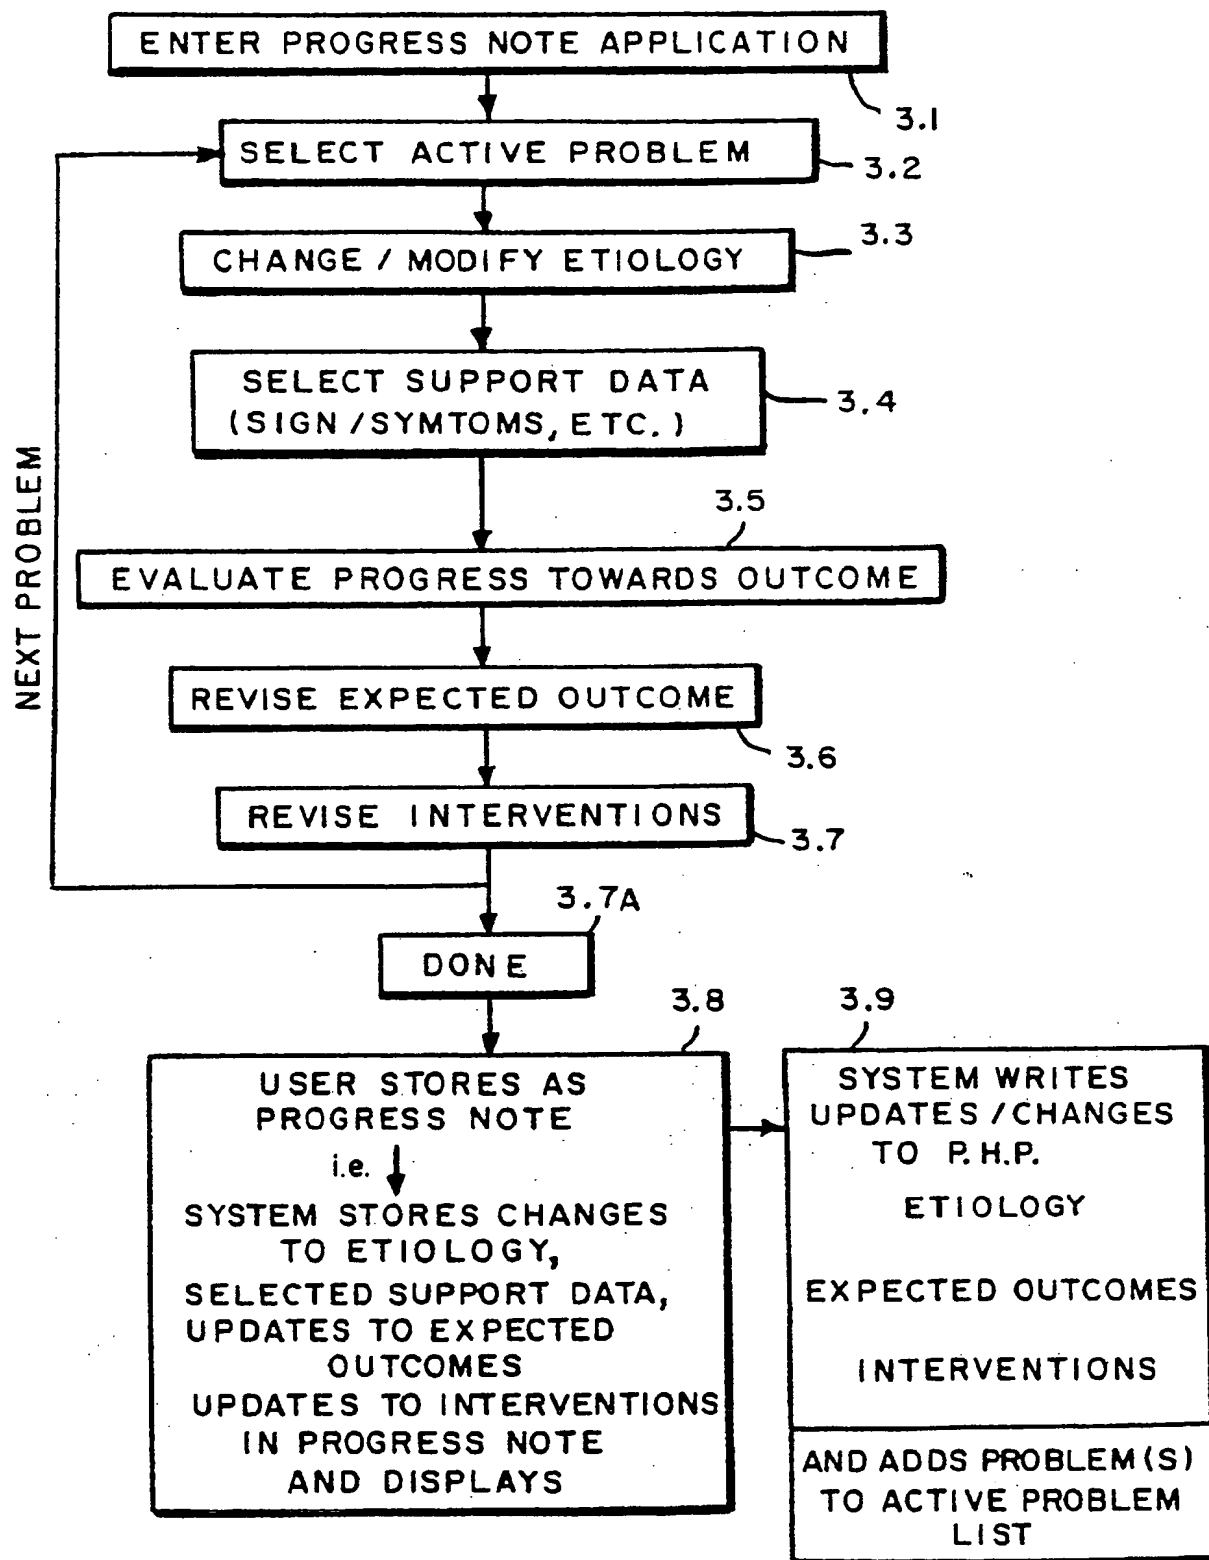 ENTER PROGRESS NOTE APPLICATION
3.1
SELECT ACTIVE PROBLEM
3.2
CHANGE / MODIFY ETIOLOGY
3.3
SELECT SUPPORT DATA
(SIGN/SYMTOMS, ETC.)
3.4
3.5
EVALUATE PROGRESS TOWARDS OUTCOME
REVISE EXPECTED OUTCOME
3.6
REVISE INTERVENTIONS
3.7
NEXT PROBLEM
3.7A
DONE
3.8
USER STORES AS
PROGRESS NOTE
i.e.
SYSTEM STORES CHANGES
TO ETIOLOGY,
SELECTED SUPPORT DATA,
UPDATES TO EXPECTED
OUTCOMES
UPDATES TO INTERVENTIONS
IN PROGRESS NOTE
AND DISPLAYS
3.9
SYSTEM WRITES
UPDATES/CHANGES
TO P.H.P.
ETIOLOGY
EXPECTED OUTCOMES
INTERVENTIONS
AND ADDS PROBLEM(S)
TO ACTIVE PROBLEM
LIST